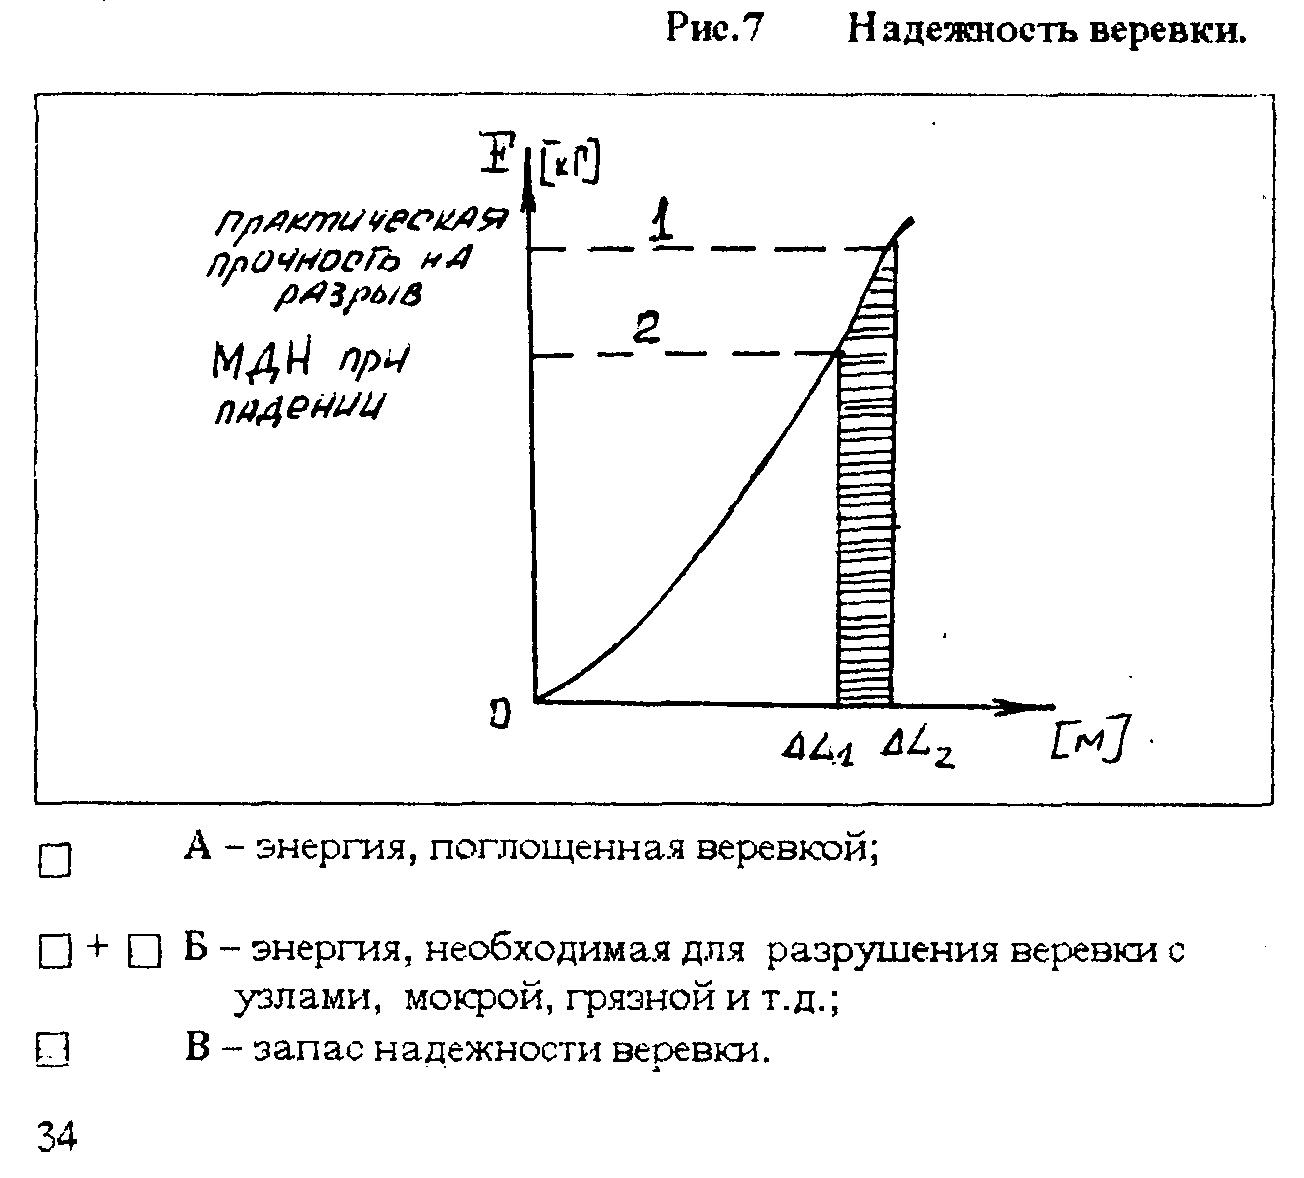 Рис.7 Надежность веревки.
F [кГ]
практическая
прочность на
разрыв
1
МДН при
падении
2
0
ΔL1 ΔL2 [м]
А – энергия, поглощенная веревкой;
+ Б – энергия, необходимая для разрушения веревки с
узлами, мокрой, грязной и т.д.;
В – запас надежности веревки.
34